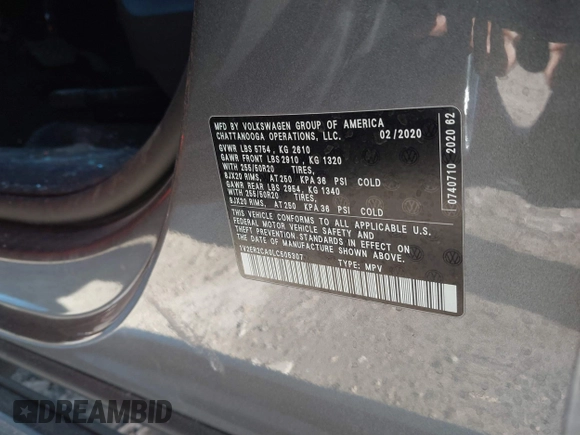 MFD BY VOLKSWAGEN GROUP OF AMERICA
CHATTANOOGA OPERATIONS, LLC. 02/2020
GVWR LBS 5754 , KG 2610
GAWR FRONT LBS 2910 , KG 1320
WITH 255/50R20 TIRES,
8JX20 RIMS, AT 250 KPA 36 PSI COLD
GAWR REAR LBS 2954, KG 1340
WITH 255/50R20 TIRES,
8JX20 RIMS, AT 250 KPA 36 PSI COLD
THIS VEHICLE CONFORMS TO ALL APPLICABLE U.S.
FEDERAL MOTOR VEHICLE SAFETY AND
THEFT PREVENTION STANDARDS IN EFFECT ON
THE DATE OF MANUFACTURE SHOWN ABOVE.
TYPE: MPV
0740710 2020 62
DREAMBID